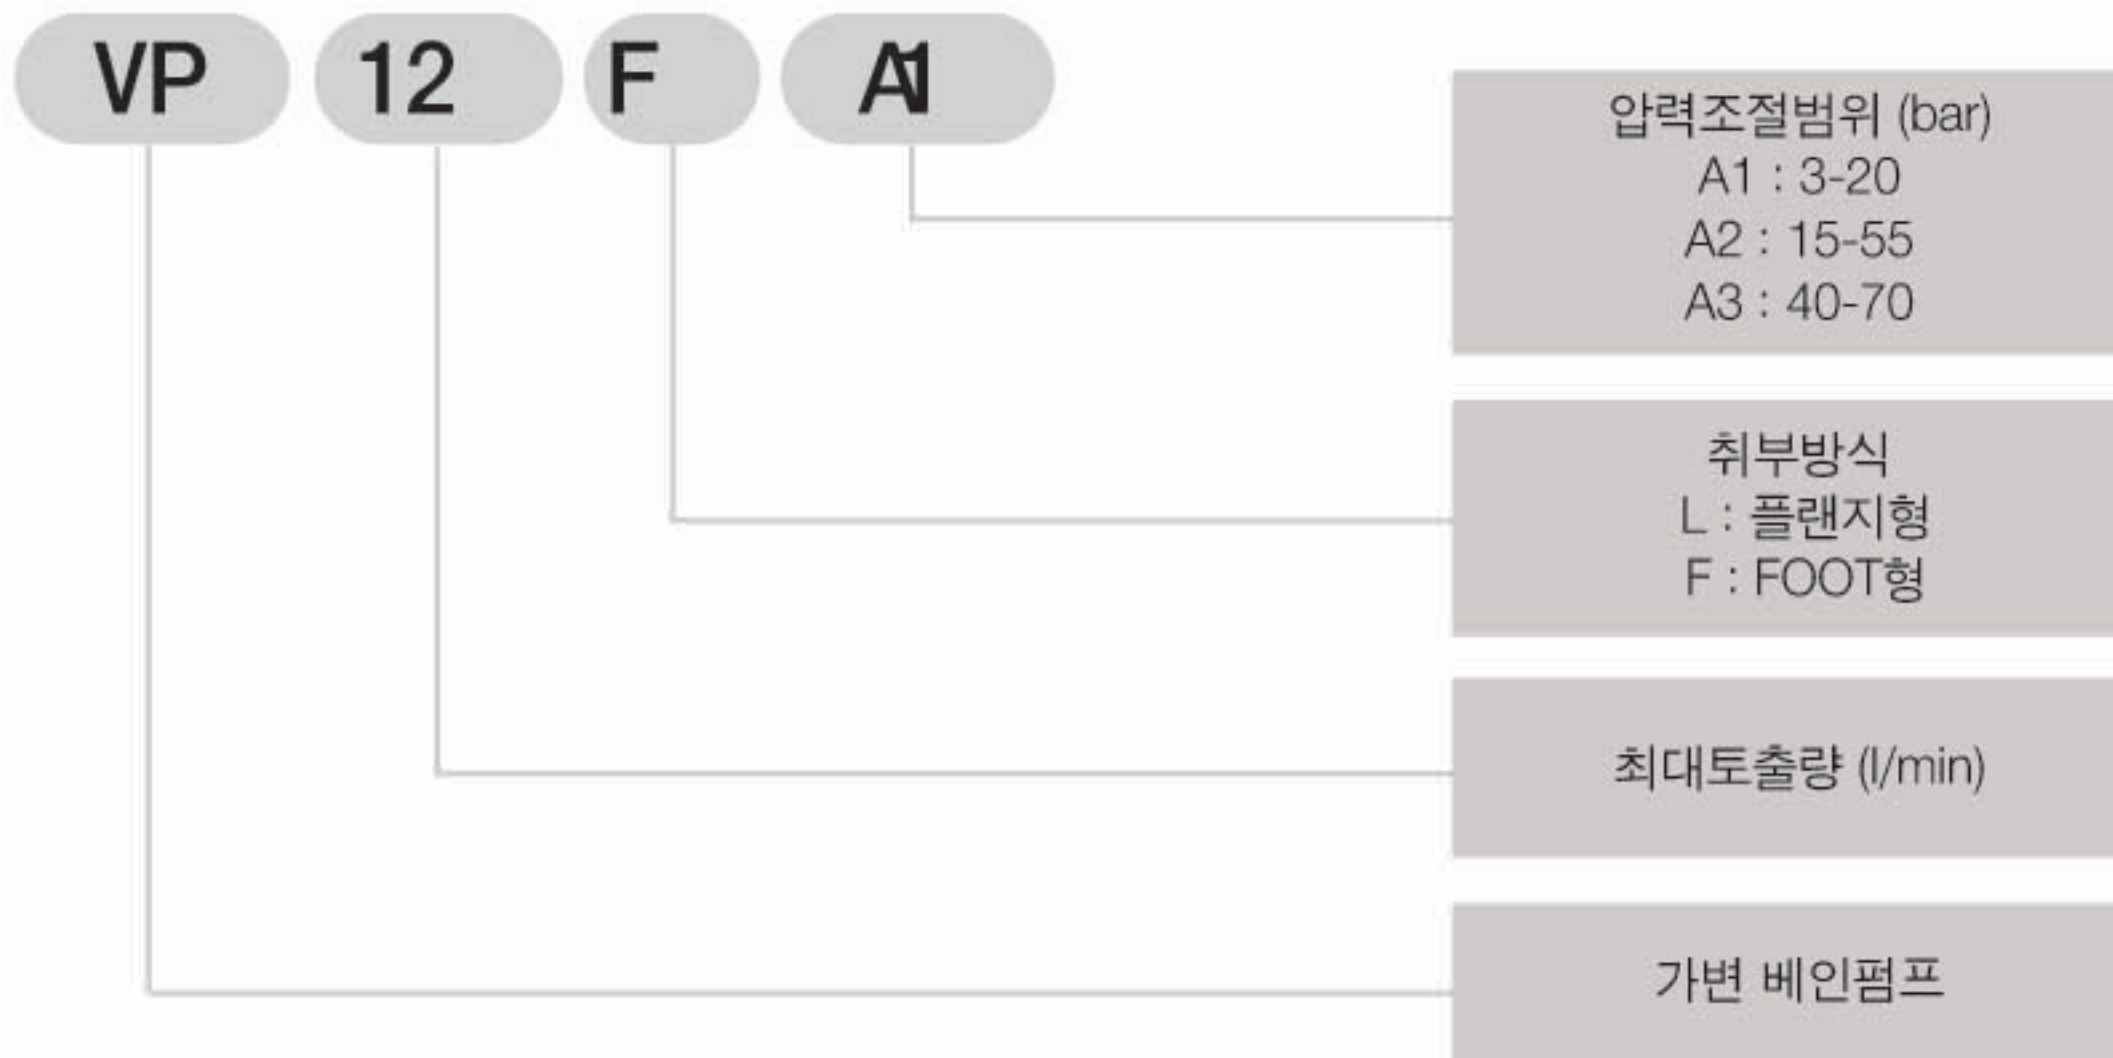 VP 12 F A1
압력조절범위 (bar)
A1 : 3-20
A2 : 15-55
A3 : 40-70
취부방식
L : 플랜지형
F : FOOT형
최대토출량 (l/min)
가변 베인펌프